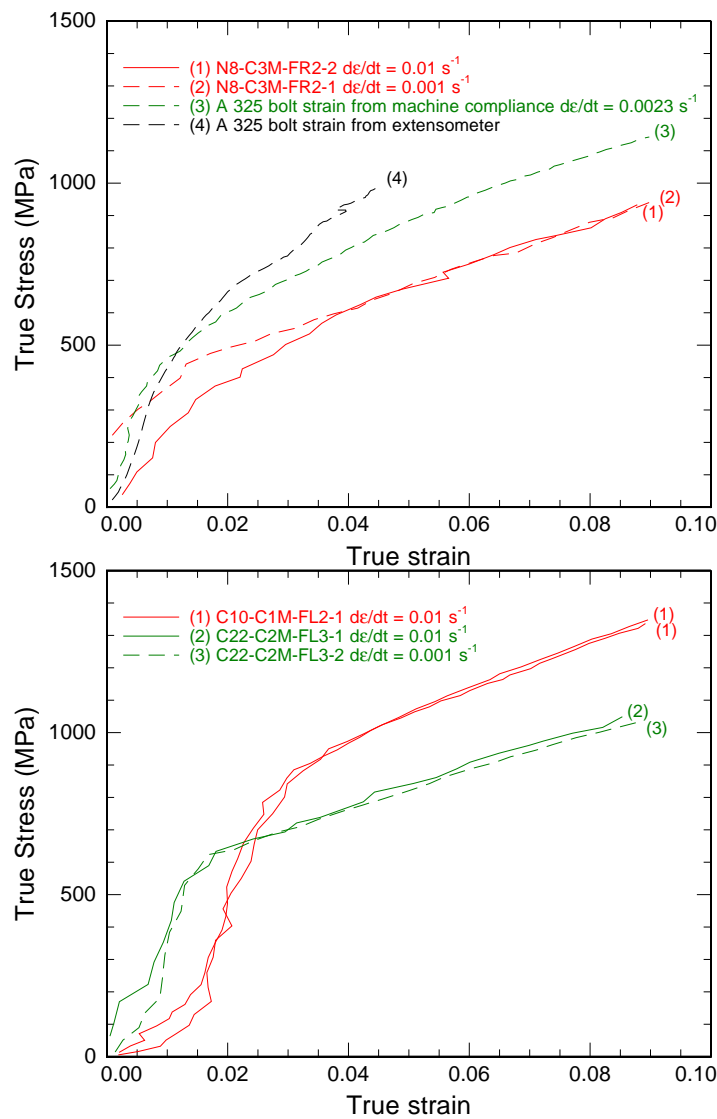 1500
(1) N8-C3M-FR2-2 dε/dt = 0.01 s⁻¹
(2) N8-C3M-FR2-1 dε/dt = 0.001 s⁻¹
(3) A 325 bolt strain from machine compliance dε/dt = 0.0023 s⁻¹
(4) A 325 bolt strain from extensometer
(3)
(4)
1000
(2)
(1)
True Stress (MPa)
500
0
0.00 0.02 0.04 0.06 0.08 0.10
True strain
1500
(1) C10-C1M-FL2-1 dε/dt = 0.01 s⁻¹
(2) C22-C2M-FL3-1 dε/dt = 0.01 s⁻¹
(3) C22-C2M-FL3-2 dε/dt = 0.001 s⁻¹
(1)
(1)
(2)
(3)
1000
True Stress (MPa)
500
0
0.00 0.02 0.04 0.06 0.08 0.10
True strain